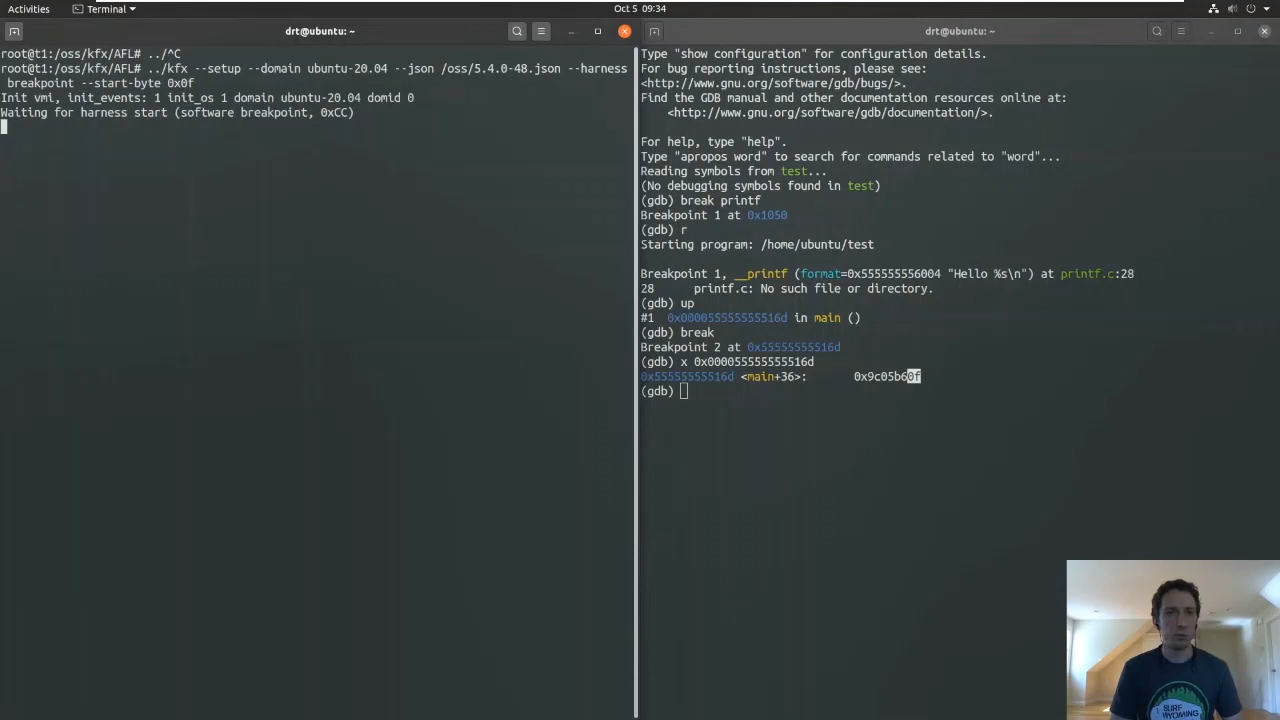 Activities
Terminal
Oct 5 09:34
drt@ubuntu: ~
root@t1:/oss/kfx/AFL# ../^C
root@t1:/oss/kfx/AFL# ../kfx --setup --domain ubuntu-20.04 --json /oss/5.4.0-48.json --harness
breakpoint --start-byte 0x0f
Init vmi, init_events: 1 init_os 1 domain ubuntu-20.04 domid 0
Waiting for harness start (software breakpoint, 0xCC)
drt@ubuntu: ~
Type "show configuration" for configuration details.
For bug reporting instructions, please see:
<http://www.gnu.org/software/gdb/bugs/>.
Find the GDB manual and other documentation resources online at:
<http://www.gnu.org/software/gdb/documentation/>.
For help, type "help".
Type "apropos word" to search for commands related to "word"...
Reading symbols from test...
(No debugging symbols found in test)
(gdb) break printf
Breakpoint 1 at 0x1050
(gdb) r
Starting program: /home/ubuntu/test
Breakpoint 1, __printf (format=0x555555556004 "Hello %s\n") at printf.c:28
28 printf.c: No such file or directory.
(gdb) up
#1 0x000055555555516d in main ()
(gdb) break
Breakpoint 2 at 0x55555555516d
(gdb) x 0x000055555555516d
0x55555555516d <main+36>: 0x9c05b60f
(gdb)
SURF
WYOMING